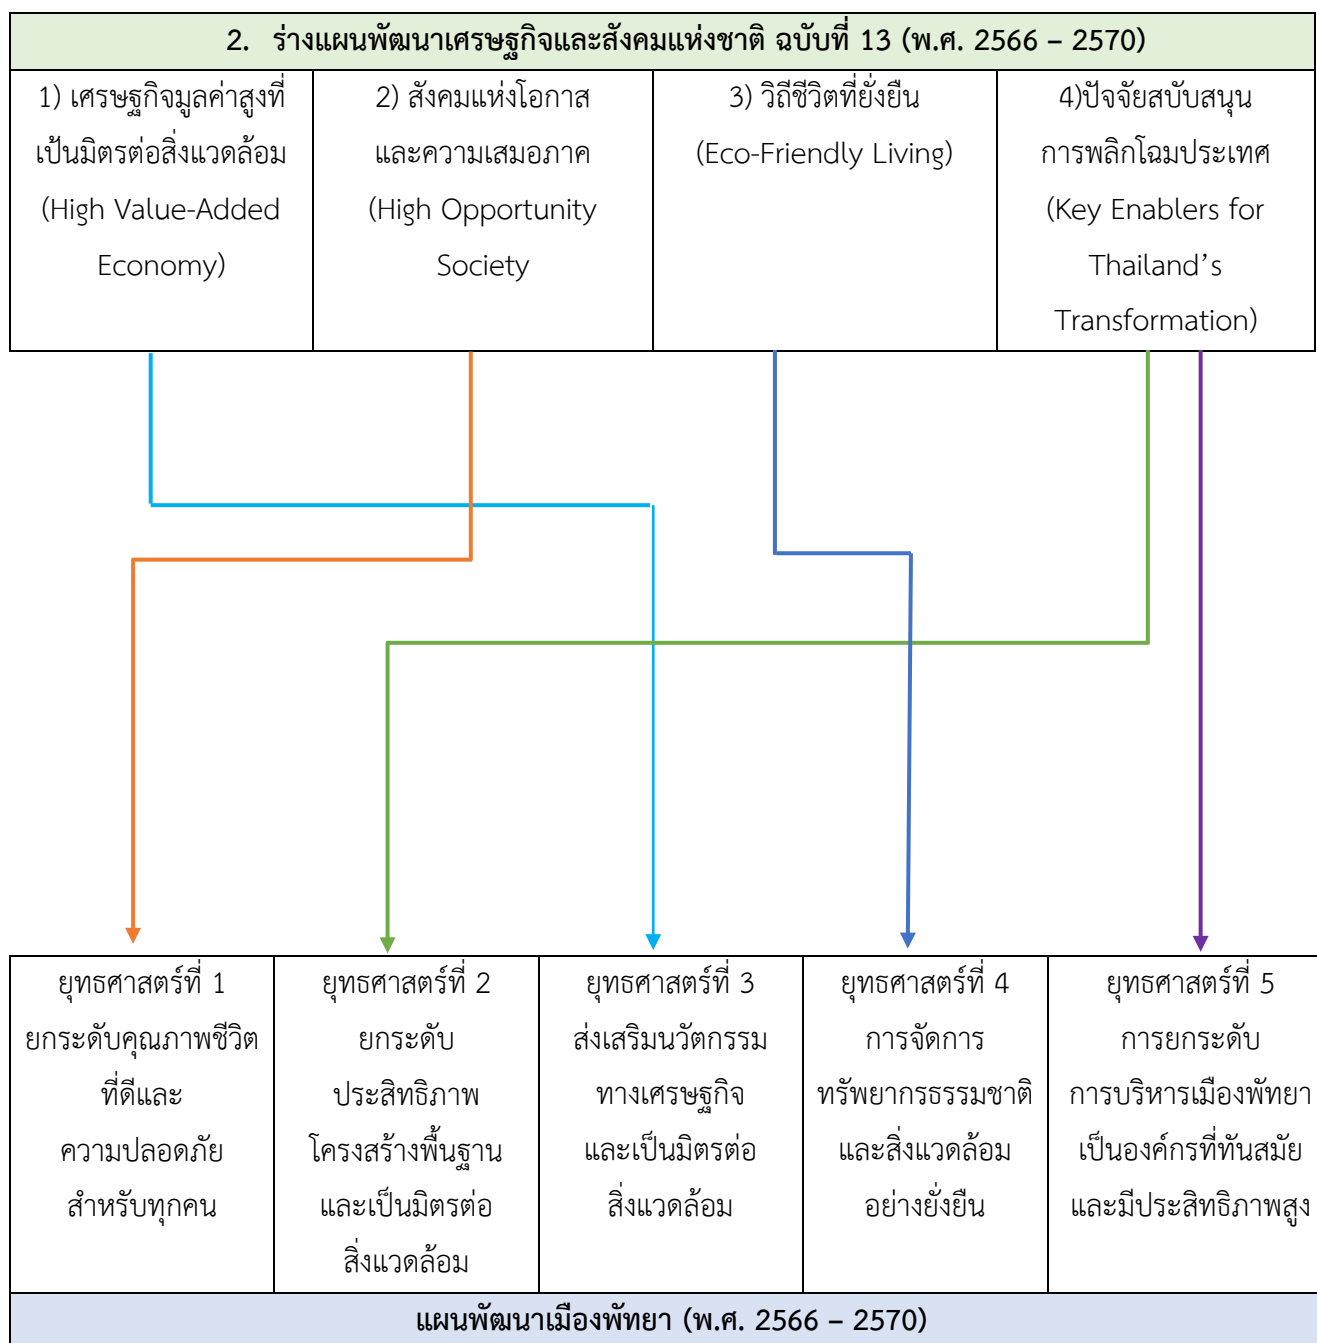 2. ร่างแผนพัฒนาเศรษฐกิจและสังคมแห่งชาติ ฉบับที่ 13 (พ.ศ. 2566 – 2570)
1) เศรษฐกิจมูลค่าสูงที่
เป้นมิตรต่อสิ่งแวดล้อม
(High Value-Added
Economy)
2) สังคมแห่งโอกาส
และความเสมอภาค
(High Opportunity
Society
3) วิถีชีวิตที่ยั่งยืน
(Eco-Friendly Living)
4)ปัจจัยสบับสนุน
การพลิกโฉมประเทศ
(Key Enablers for
Thailand’s
Transformation)
ยุทธศาสตร์ที่ 1
ยกระดับคุณภาพชีวิต
ที่ดีและ
ความปลอดภัย
สำหรับทุกคน
ยุทธศาสตร์ที่ 2
ยกระดับ
ประสิทธิภาพ
โครงสร้างพื้นฐาน
และเป็นมิตรต่อ
สิ่งแวดล้อม
ยุทธศาสตร์ที่ 3
ส่งเสริมนวัตกรรม
ทางเศรษฐกิจ
และเป็นมิตรต่อ
สิ่งแวดล้อม
ยุทธศาสตร์ที่ 4
การจัดการ
ทรัพยากรธรรมชาติ
และสิ่งแวดล้อม
อย่างยั่งยืน
ยุทธศาสตร์ที่ 5
การยกระดับ
การบริหารเมืองพัทยา
เป็นองค์กรที่ทันสมัย
และมีประสิทธิภาพสูง
แผนพัฒนาเมืองพัทยา (พ.ศ. 2566 – 2570)